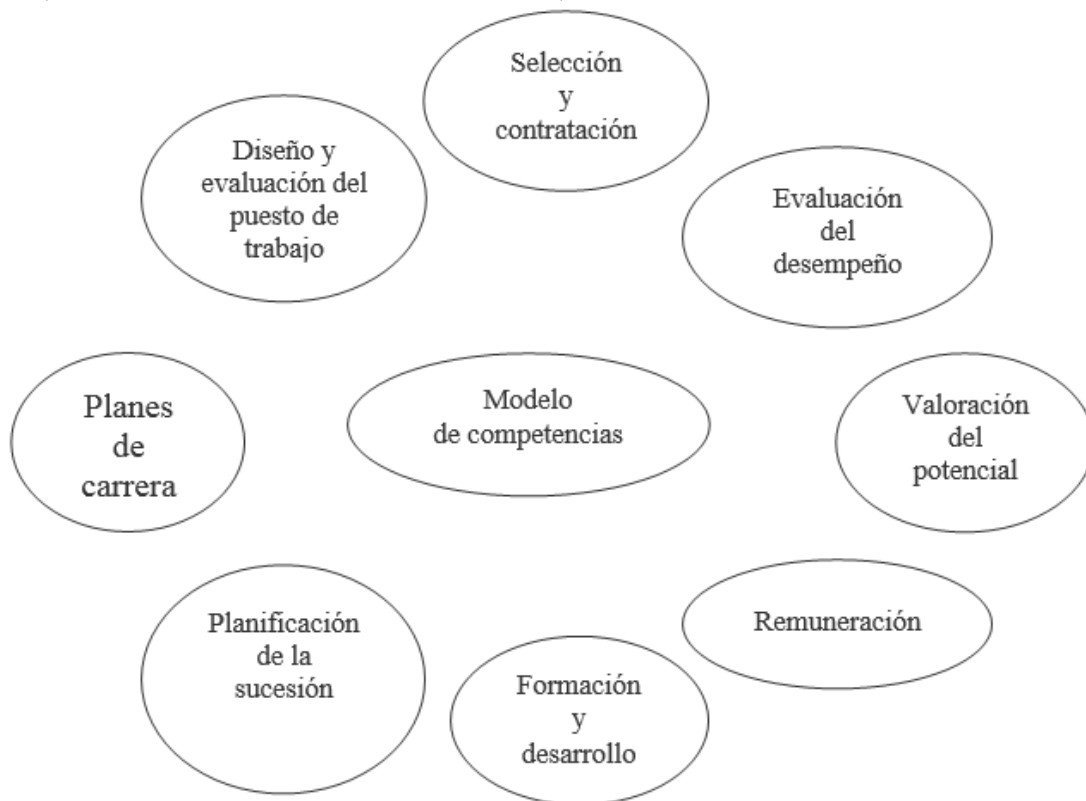 Selección
y
contratación
Diseño y
evaluación del
puesto de
trabajo
Evaluación
del
desempeño
Planes
de
carrera
Modelo
de competencias
Valoración
del
potencial
Planificación
de la
sucesión
Remuneración
Formación
y
desarrollo